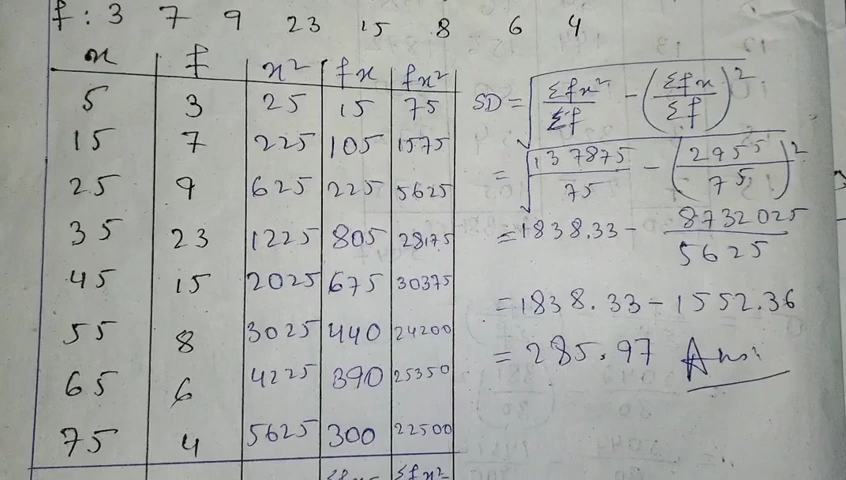 f : 3 7 9 23 15 8 6 4
x f x² fx fx²
5 3 25 15 75
15 7 225 105 1575
25 9 625 225 5625
35 23 1225 805 28175
45 15 2025 675 30375
55 8 3025 440 24200
65 6 4225 390 25350
75 4 5625 300 22500
Σfx Σfx²
SD = √(Σfx²/Σf - (Σfx/Σf)²)
= √(137875/75 - (2955/75)²)
= 1838.33 - 8732025/5625
= 1838.33 - 1552.36
= 285.97 Ans: